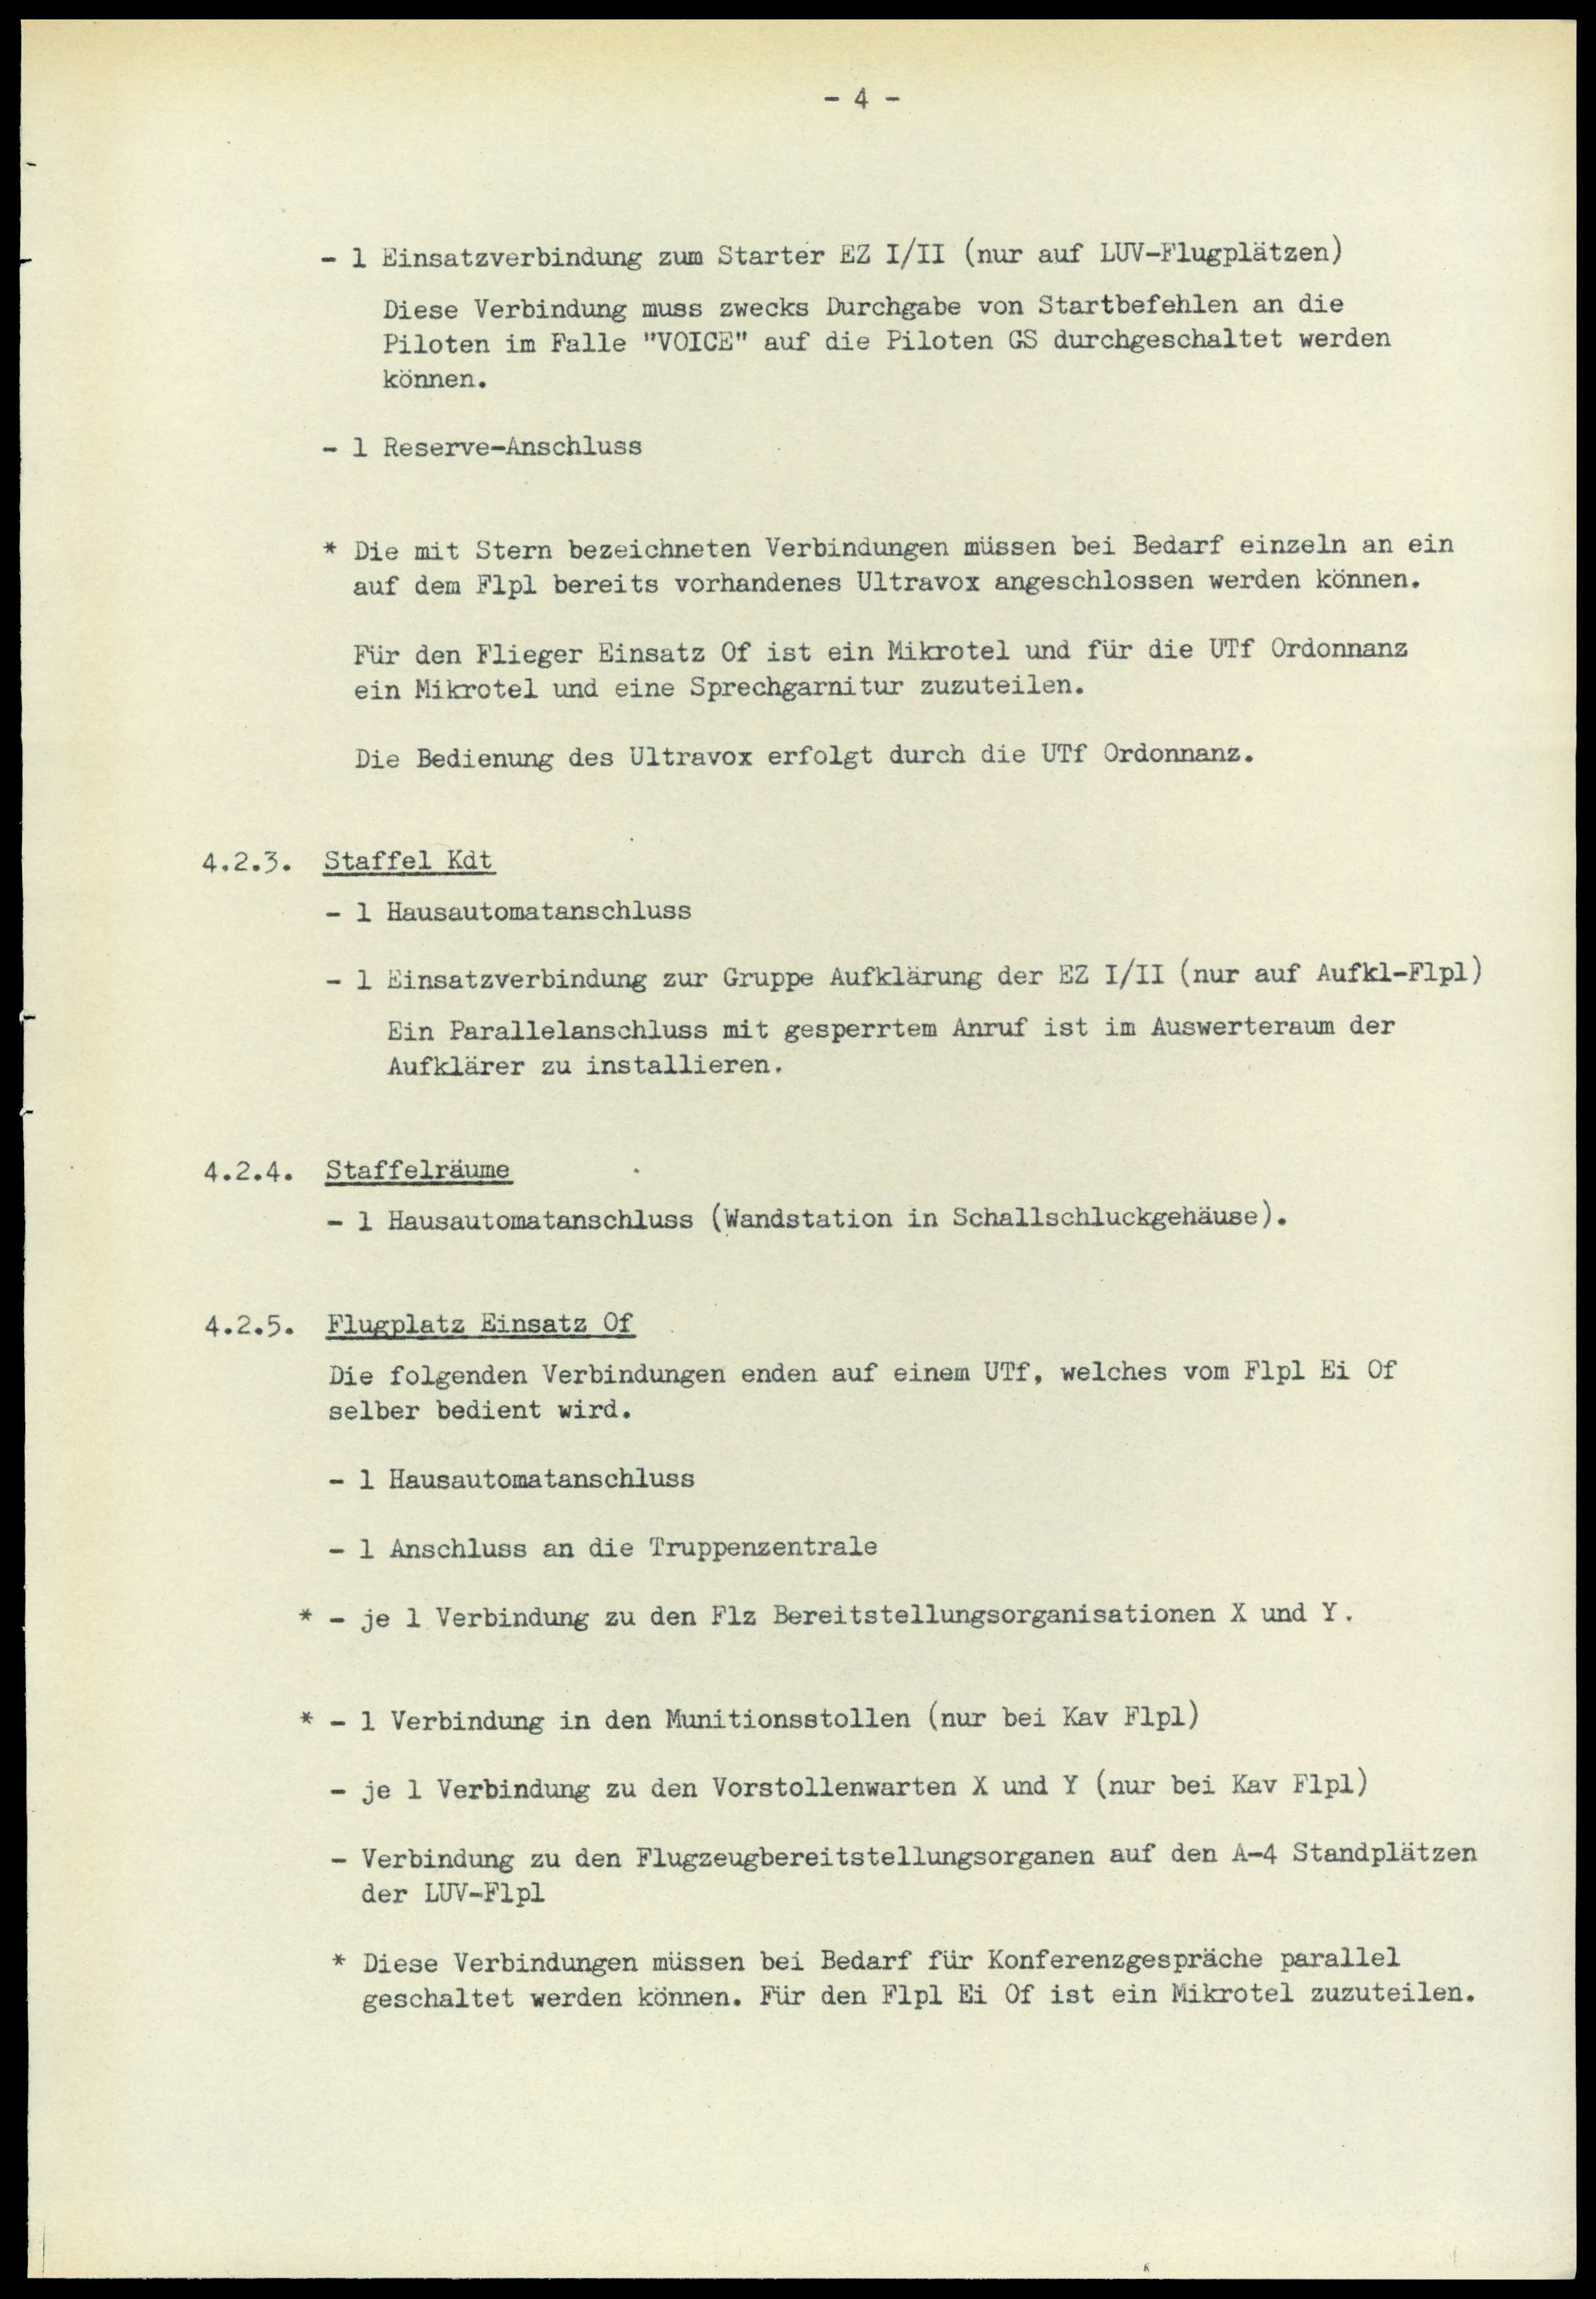 - 4 -
- 1 Einsatzverbindung zum Starter EZ I/II (nur auf LUV-Flugplätzen)
Diese Verbindung muss zwecks Durchgabe von Startbefehlen an die
Piloten im Falle "VOICE" auf die Piloten GS durchgeschaltet werden
können.
- 1 Reserve-Anschluss
* Die mit Stern bezeichneten Verbindungen müssen bei Bedarf einzeln an ein
auf dem Flpl bereits vorhandenes Ultravox angeschlossen werden können.
Für den Flieger Einsatz Of ist ein Mikrotel und für die UTf Ordonnanz
ein Mikrotel und eine Sprechgarnitur zuzuteilen.
Die Bedienung des Ultravox erfolgt durch die UTf Ordonnanz.
4.2.3. Staffel Kdt
- 1 Hausautomatanschluss
- 1 Einsatzverbindung zur Gruppe Aufklärung der EZ I/II (nur auf Aufkl-Flpl)
Ein Parallelanschluss mit gesperrtem Anruf ist im Auswerteraum der
Aufklärer zu installieren.
4.2.4. Staffelräume
- 1 Hausautomatanschluss (Wandstation in Schallschluckgehäuse).
4.2.5. Flugplatz Einsatz Of
Die folgenden Verbindungen enden auf einem UTf, welches vom Flpl Ei Of
selber bedient wird.
- 1 Hausautomatanschluss
- 1 Anschluss an die Truppenzentrale
* - je 1 Verbindung zu den Flz Bereitstellungsorganisationen X und Y.
* - 1 Verbindung in den Munitionsstollen (nur bei Kav Flpl)
- je 1 Verbindung zu den Vorstollenwarten X und Y (nur bei Kav Flpl)
- Verbindung zu den Flugzeugbereitstellungsorganen auf den A-4 Standplätzen
der LUV-Flpl
* Diese Verbindungen müssen bei Bedarf für Konferenzgespräche parallel
geschaltet werden können. Für den Flpl Ei Of ist ein Mikrotel zuzuteilen.